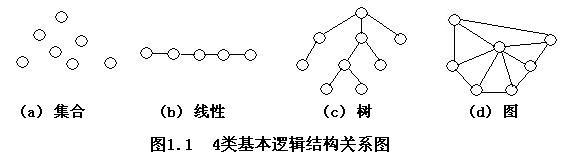 (a) 集合 (b) 线性 (c) 树 (d) 图
图1.1 4类基本逻辑结构关系图